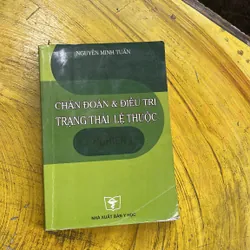 NGUYỄN MINH TUẤN
CHẨN ĐOÁN & ĐIỀU TRỊ
TRẠNG THÁI LỆ THUỘC
NHÀ XUẤT BẢN Y HỌC